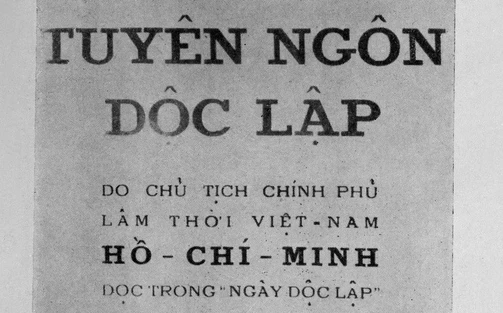 TUYÊN NGÔN
DỘC LẬP
DO CHỦ TỊCH CHÍNH PHỦ
LÂM THỜI VIỆT-NAM
HỒ - CHÍ - MINH
DỌC TRONG "NGÀY DỘC LẬP"